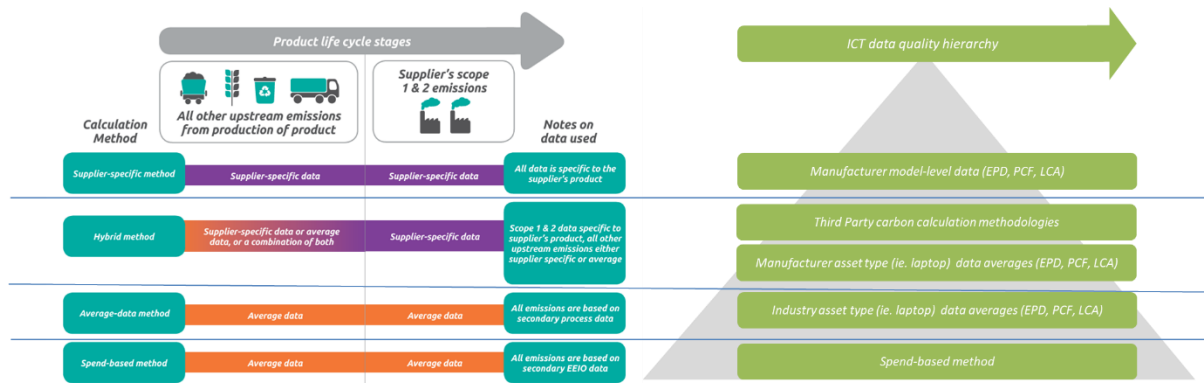 Product life cycle stages
All other upstream emissions
from production of product
Supplier's scope
1 & 2 emissions
Calculation
Method
Notes on
data used
Supplier-specific method
Supplier-specific data
Supplier-specific data
All data is specific to the
supplier's product
Hybrid method
Supplier-specific data or average
data, or a combination of both
Supplier-specific data
Scope 1 & 2 data specific to
supplier's product, all other
upstream emissions either
supplier specific or average
Average-data method
Average data
Average data
All emissions are based on
secondary process data
Spend-based method
Average data
Average data
All emissions are based on
secondary EEIO data
ICT data quality hierarchy
Manufacturer model-level data (EPD, PCF, LCA)
Third Party carbon calculation methodologies
Manufacturer asset type (ie. laptop) data averages (EPD, PCF, LCA)
Industry asset type (ie. laptop) data averages (EPD, PCF, LCA)
Spend-based method